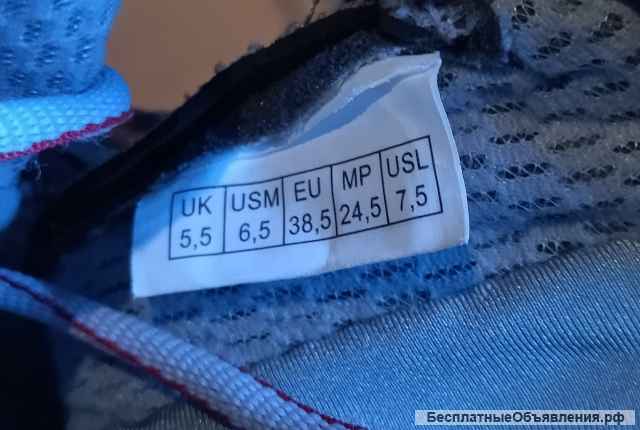 UK USM EU MP USL
5,5 6,5 38,5 24,5 7,5
БесплатныеОбъявления.рф